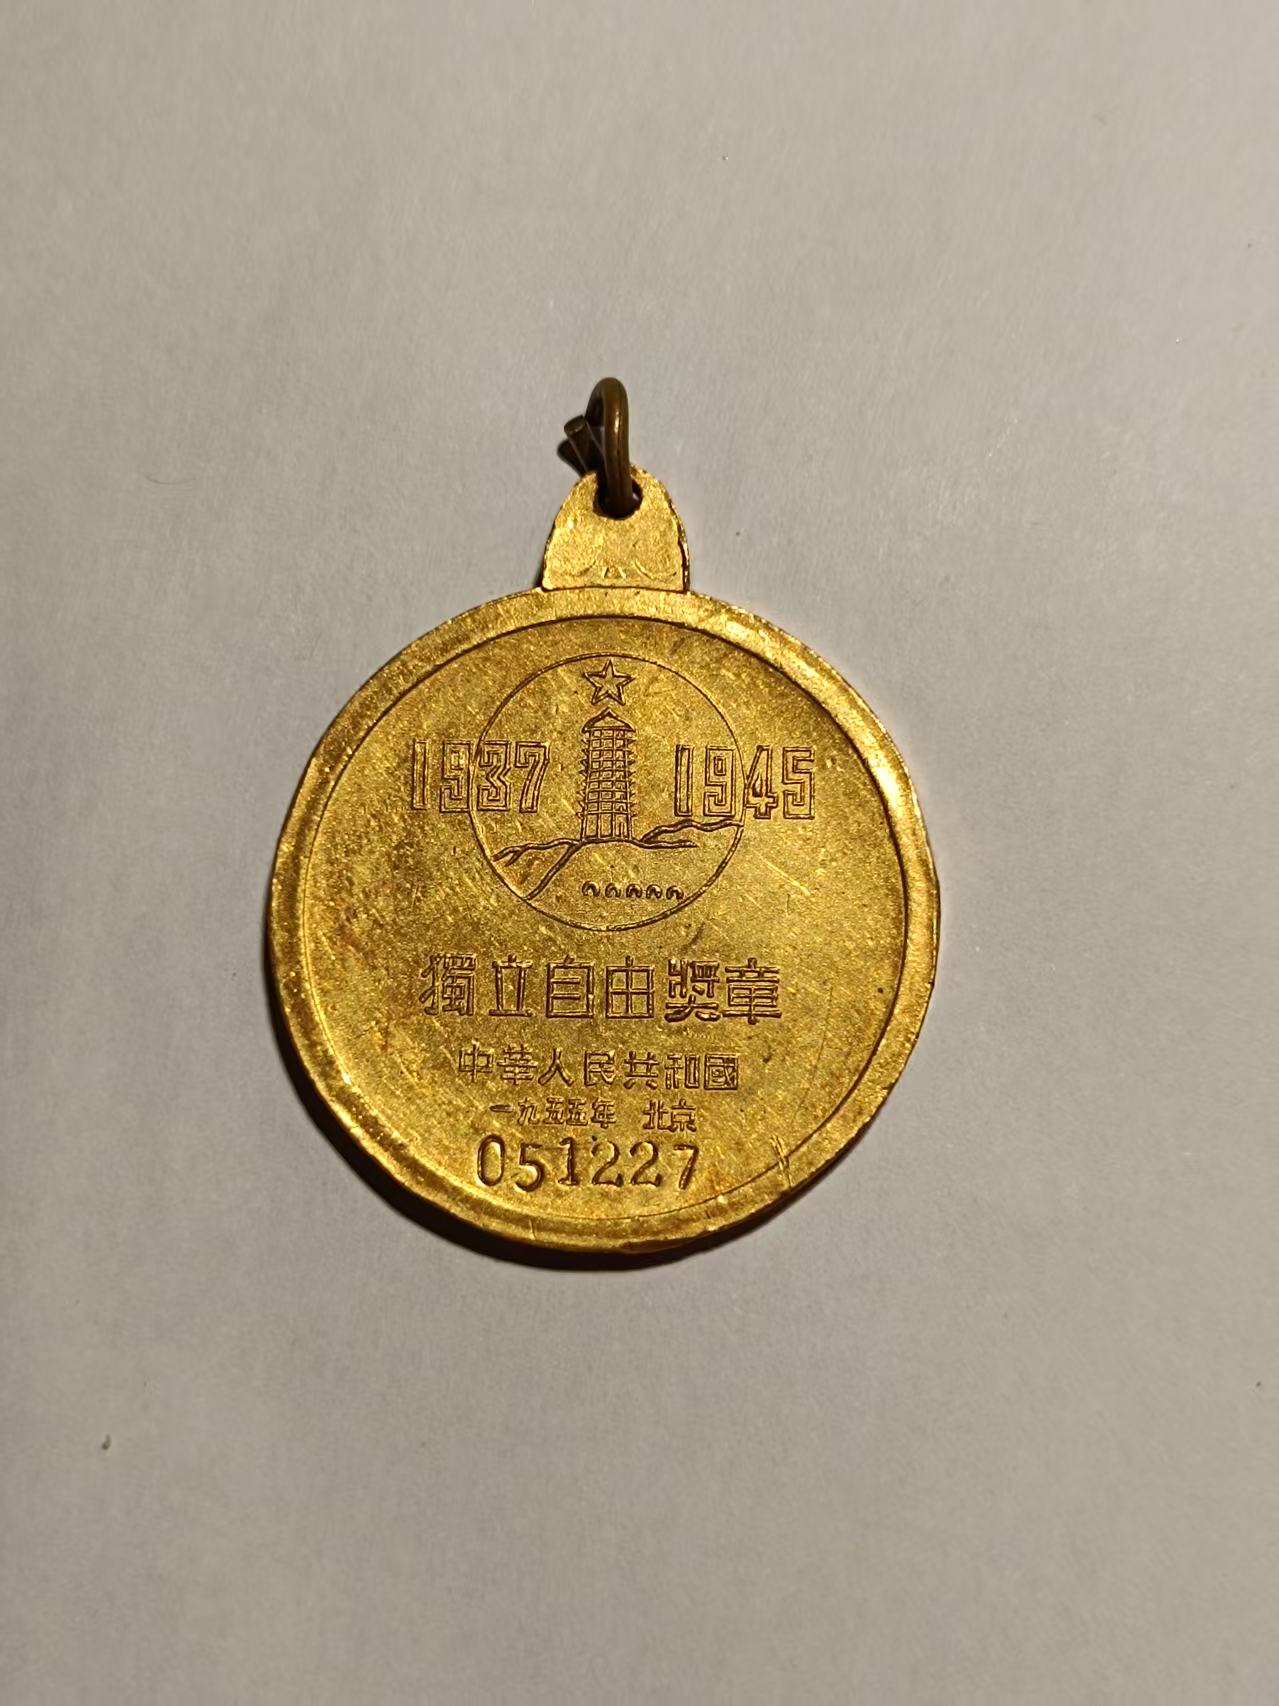 1937 1945
獨立自由奬章
中華人民共和國
一九五五年 北京
051227